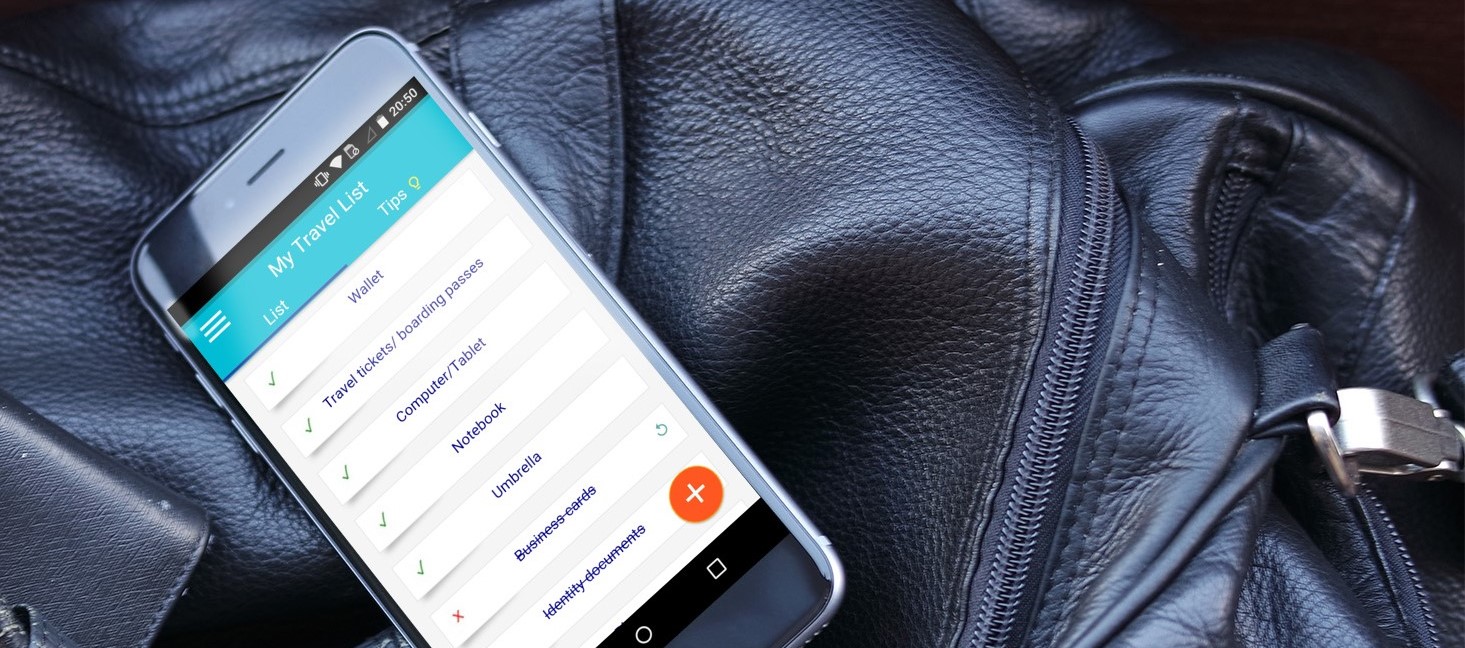 20:50
My Travel List
List
Tips
Wallet
Travel tickets/ boarding passes
Computer/Tablet
Notebook
Umbrella
Business cards
Identity documents